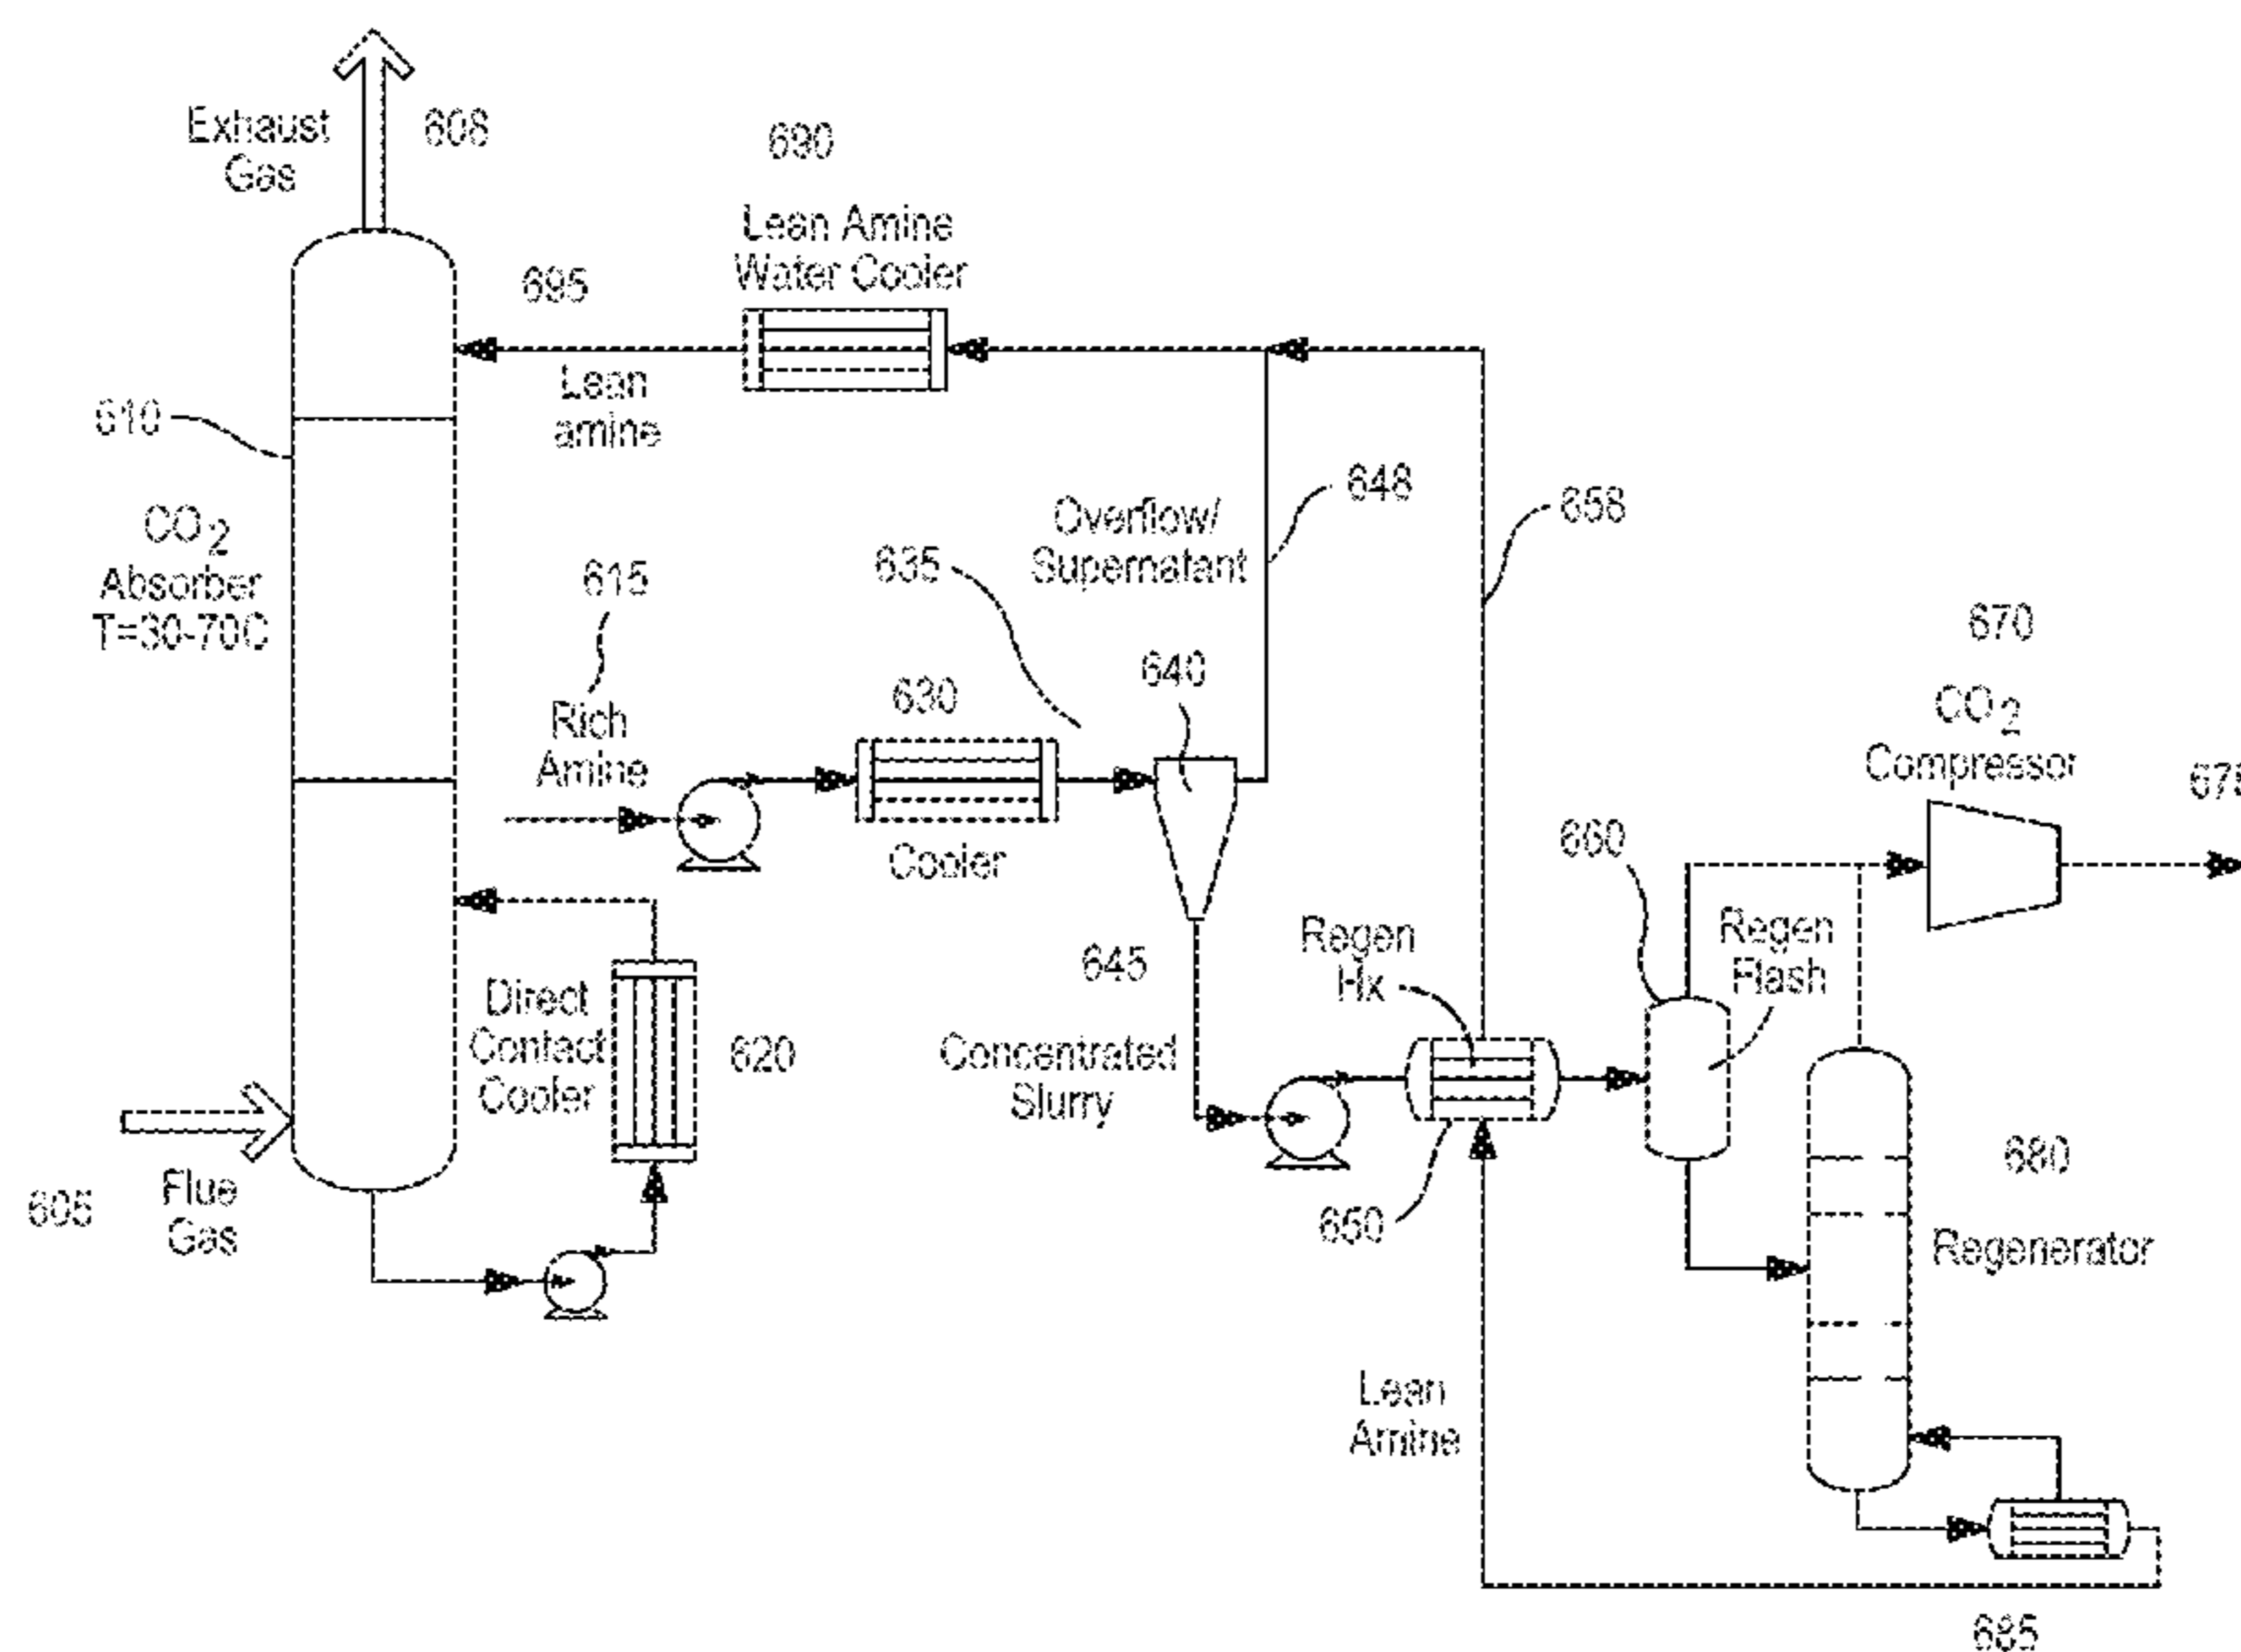 Exhaust
Gas
608
690
Lean Amine
Water Cooler
695
Lean
amine
610
CO2
Absorber
T=30-70C
615
Rich
Amine
630
Cooler
635
Overflow/
Supernatant
648
658
640
670
CO2
Compressor
660
Regen
Flash
Regen
Hx
645
Concentrated
Slurry
Direct
Contact
Cooler
620
650
680
Regenerator
605
Flue
Gas
Lean
Amine
685